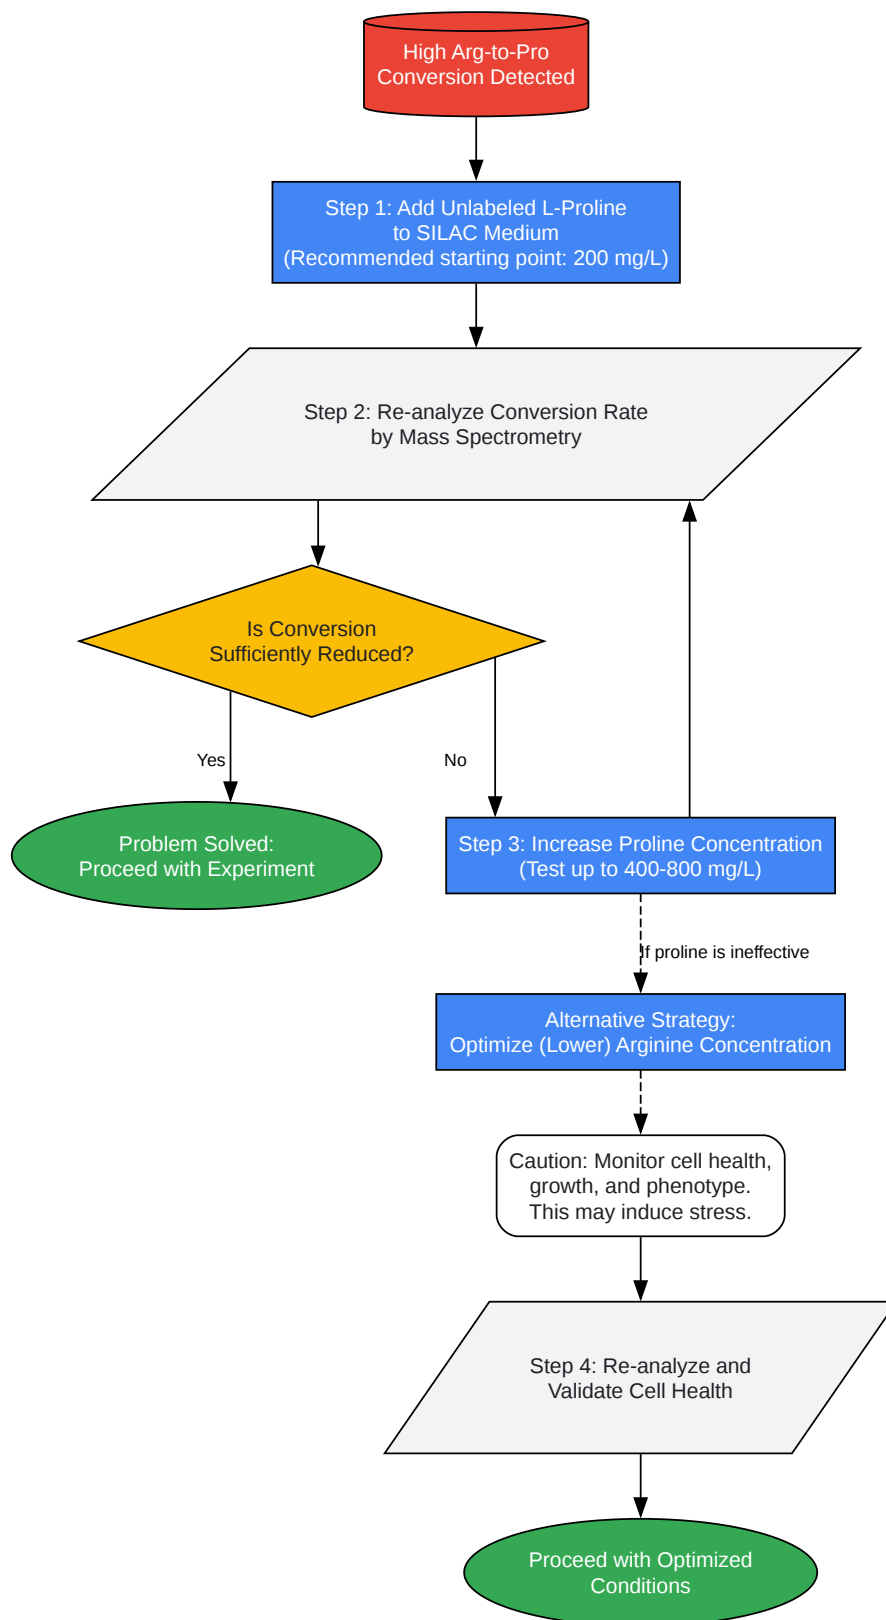 High Arg-to-Pro
Conversion Detected
Step 1: Add Unlabeled L-Proline
to SILAC Medium
(Recommended starting point: 200 mg/L)
Step 2: Re-analyze Conversion Rate
by Mass Spectrometry
Is Conversion
Sufficiently Reduced?
Yes
No
Problem Solved:
Proceed with Experiment
Step 3: Increase Proline Concentration
(Test up to 400-800 mg/L)
If proline is ineffective
Alternative Strategy:
Optimize (Lower) Arginine Concentration
Caution: Monitor cell health,
growth, and phenotype.
This may induce stress.
Step 4: Re-analyze and
Validate Cell Health
Proceed with Optimized
Conditions